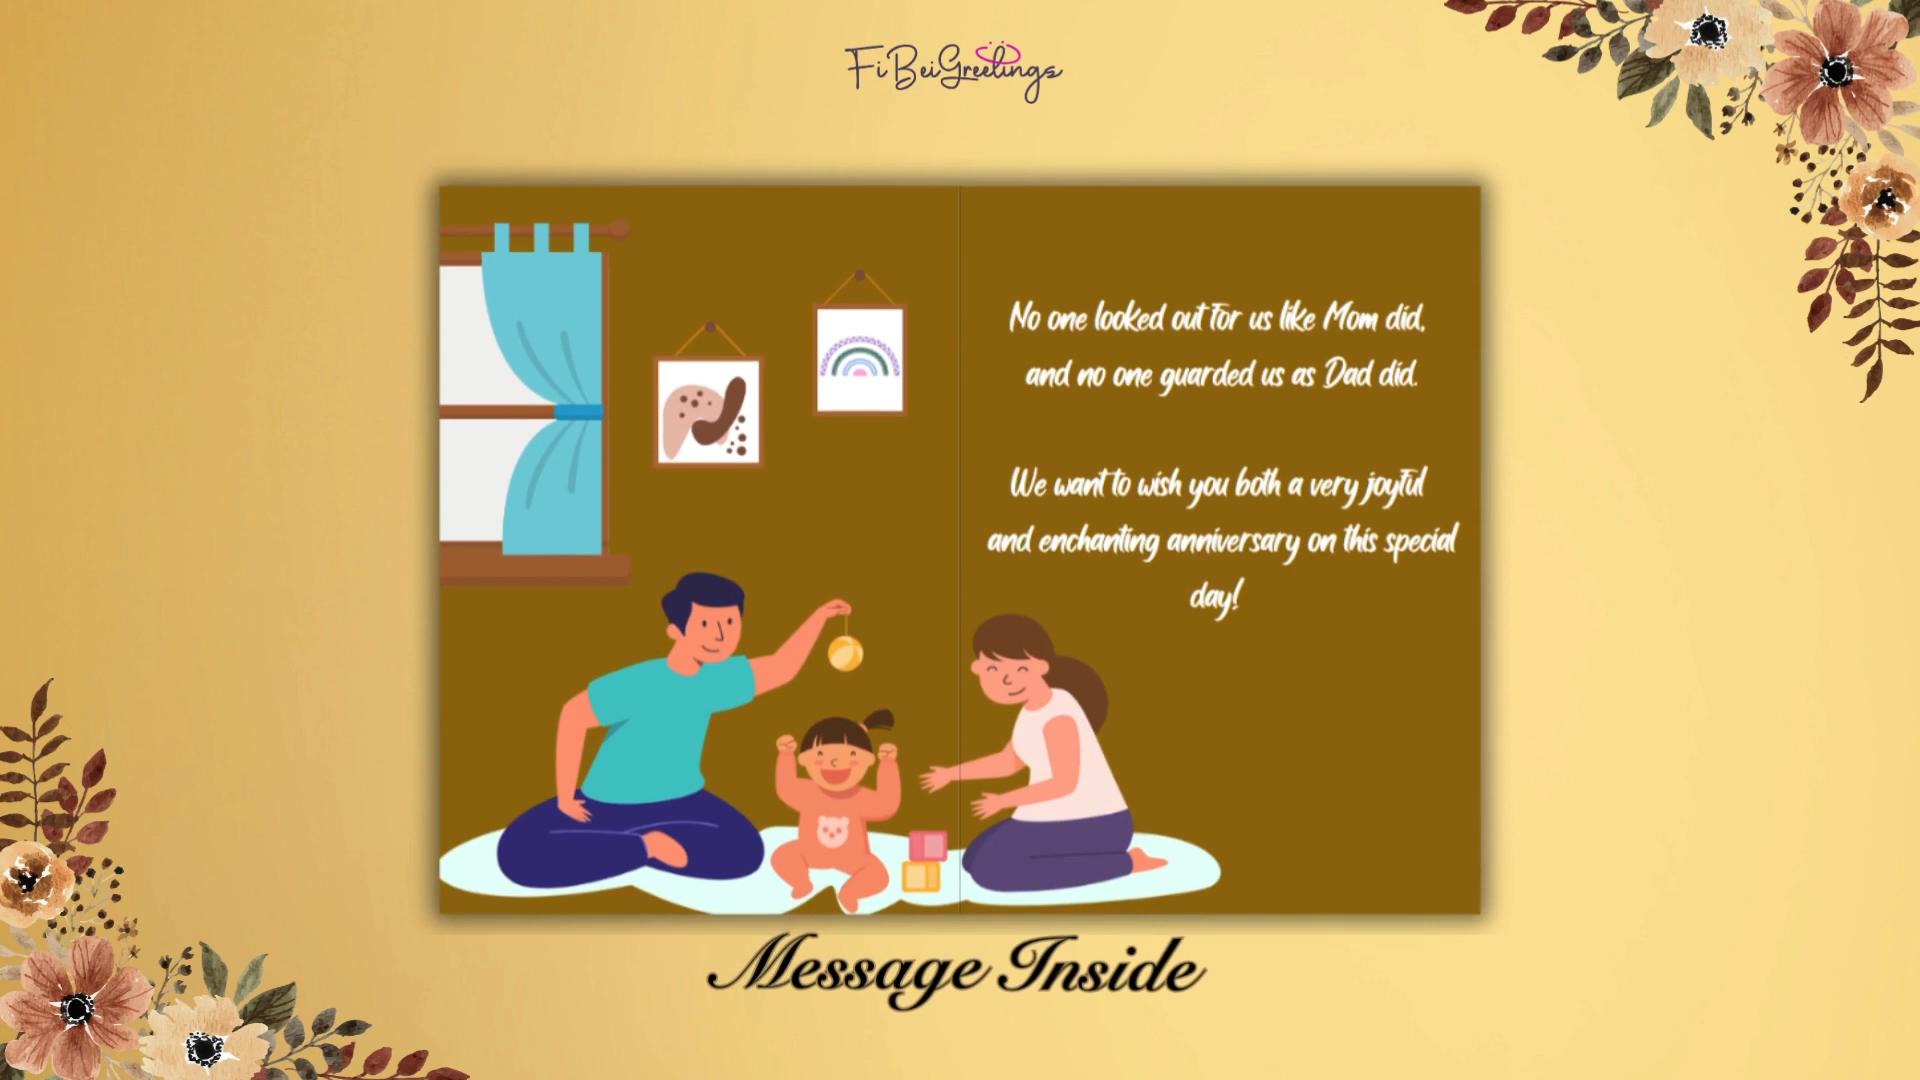 FiBeiGreetings
No one looked out for us like Mom did,
and no one guarded us as Dad did.
We want to wish you both a very joyful
and enchanting anniversary on this special
day!
Message Inside